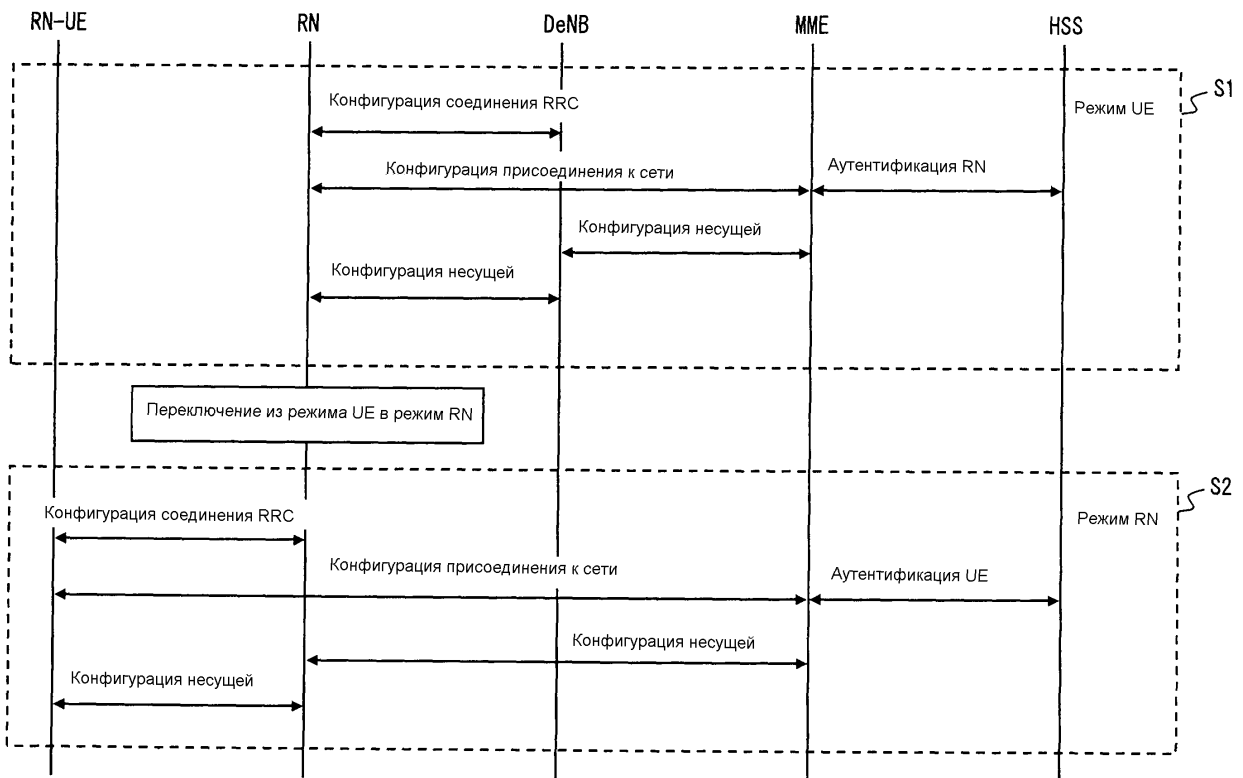 RN-UE RN DeNB MME HSS
S1
Конфигурация соединения RRC
Режим UE
Конфигурация присоединения к сети
Аутентификация RN
Конфигурация несущей
Конфигурация несущей
Переключение из режима UE в режим RN
S2
Конфигурация соединения RRC
Режим RN
Конфигурация присоединения к сети
Аутентификация UE
Конфигурация несущей
Конфигурация несущей